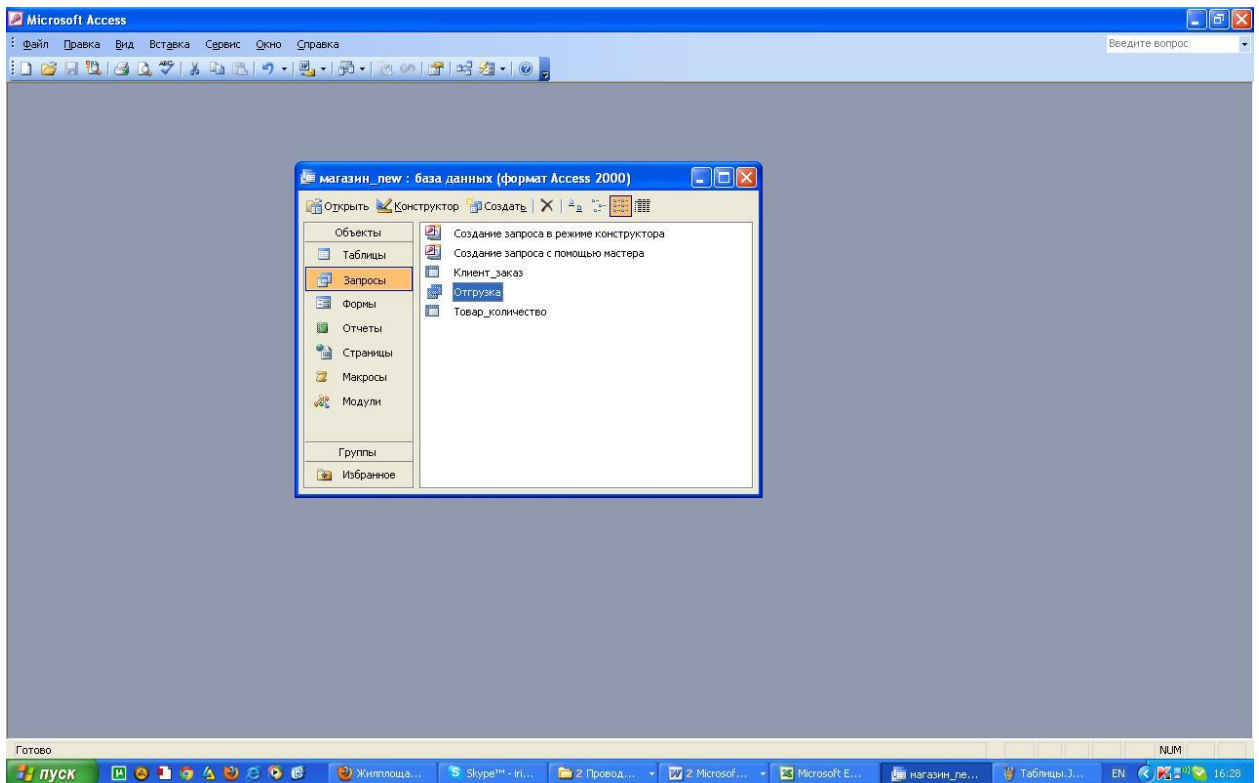 Microsoft Access
Файл Правка Вид Вставка Сервис Окно Справка Введите вопрос
магазин_new : база данных (формат Access 2000)
Открыть Конструктор Создать
Объекты
Таблицы
Запросы
Формы
Отчеты
Страницы
Макросы
Модули
Группы
Избранное
Создание запроса в режиме конструктора
Создание запроса с помощью мастера
Клиент_заказ
Отгрузка
Товар_количество
Готово NUM
пуск Жилплоща... Skype™ - iri... 2 Провод... 2 Microsof... Microsoft E... магазин_ne... Таблицы.J... EN 16:28